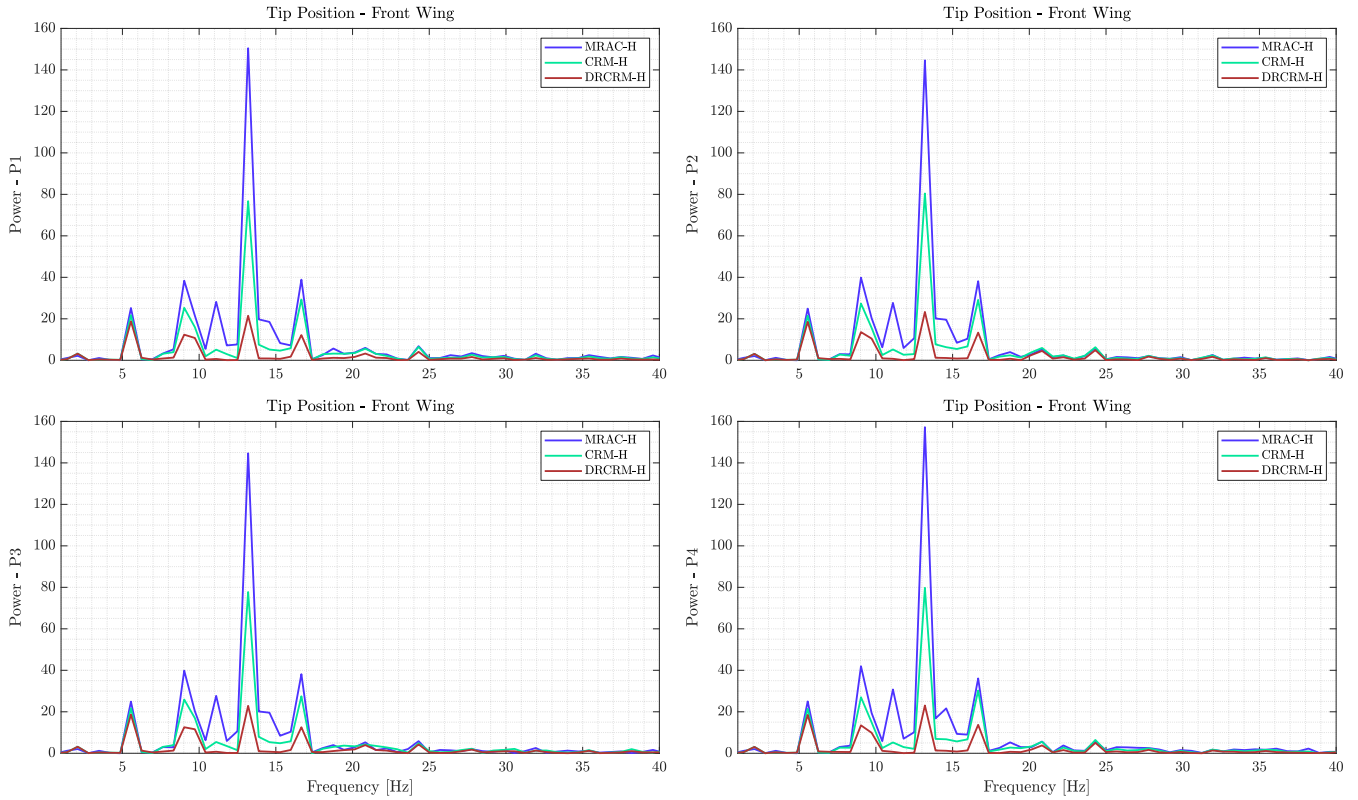 Tip Position - Front Wing
Power - P1
160
140
120
100
80
60
40
20
0
MRAC-H
CRM-H
DRCRM-H
5 10 15 20 25 30 35 40
Tip Position - Front Wing
Power - P2
160
140
120
100
80
60
40
20
0
MRAC-H
CRM-H
DRCRM-H
5 10 15 20 25 30 35 40
Tip Position - Front Wing
Power - P3
160
140
120
100
80
60
40
20
0
MRAC-H
CRM-H
DRCRM-H
5 10 15 20 25 30 35 40
Frequency [Hz]
Tip Position - Front Wing
Power - P4
160
140
120
100
80
60
40
20
0
MRAC-H
CRM-H
DRCRM-H
5 10 15 20 25 30 35 40
Frequency [Hz]